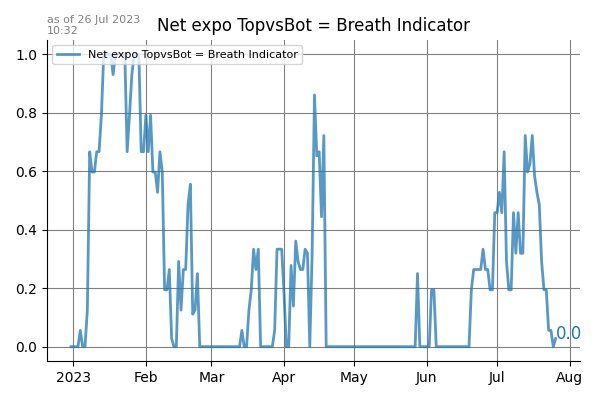 as of 26 Jul 2023
10:32
Net expo TopvsBot = Breath Indicator
Net expo TopvsBot = Breath Indicator
1.0
0.8
0.6
0.4
0.2
0.0
0.0
2023 Feb Mar Apr May Jun Jul Aug